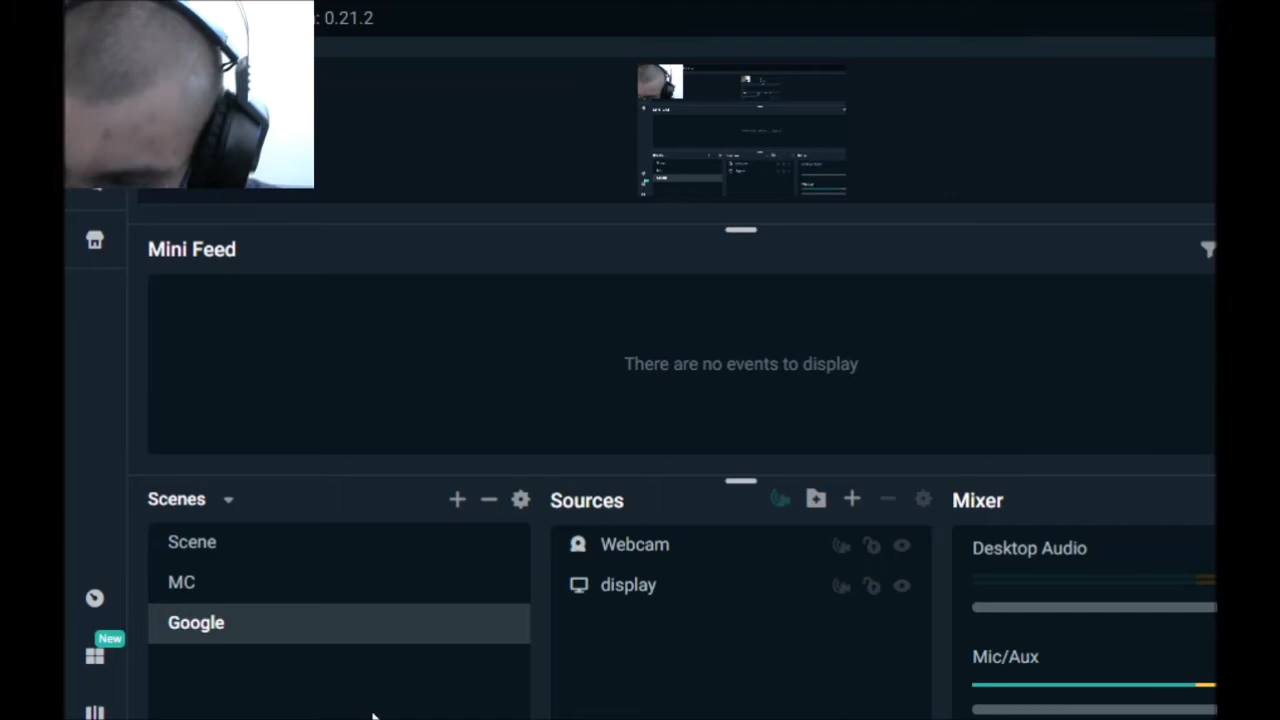 : 0.21.2
Mini Feed
There are no events to display
Scenes
Sources
Mixer
Scene
MC
Google
Webcam
display
Desktop Audio
Mic/Aux
New